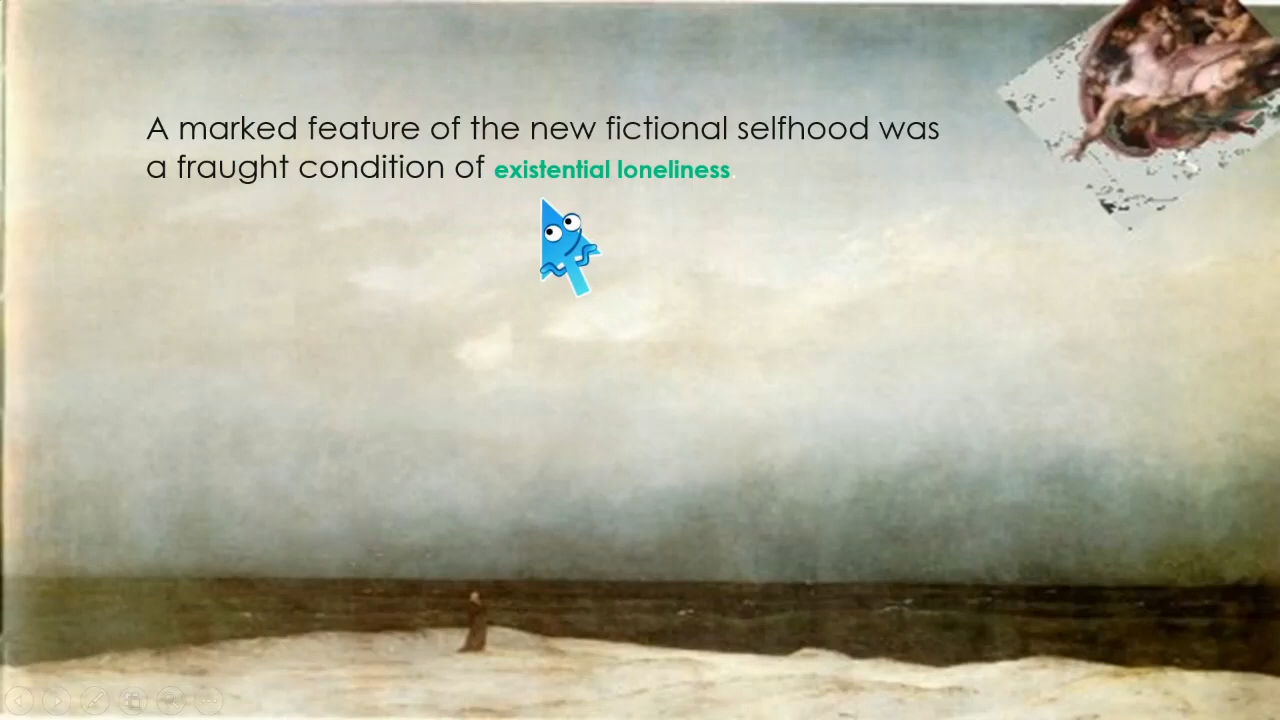 A marked feature of the new fictional selfhood was
a fraught condition of existential loneliness.